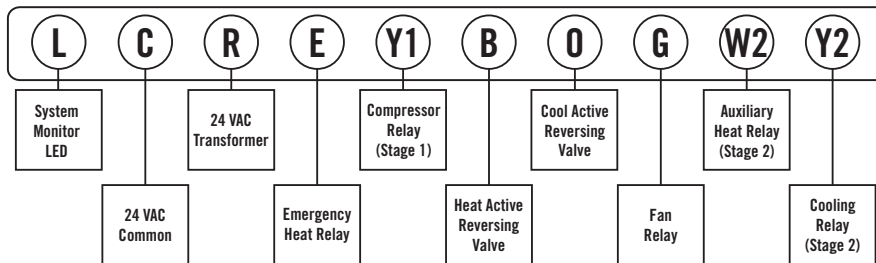 L C R E Y1 B O G W2 Y2
System
Monitor
LED
24 VAC
Transformer
Compressor
Relay
(Stage 1)
Cool Active
Reversing
Valve
Auxiliary
Heat Relay
(Stage 2)
24 VAC
Common
Emergency
Heat Relay
Heat Active
Reversing
Valve
Fan
Relay
Cooling
Relay
(Stage 2)